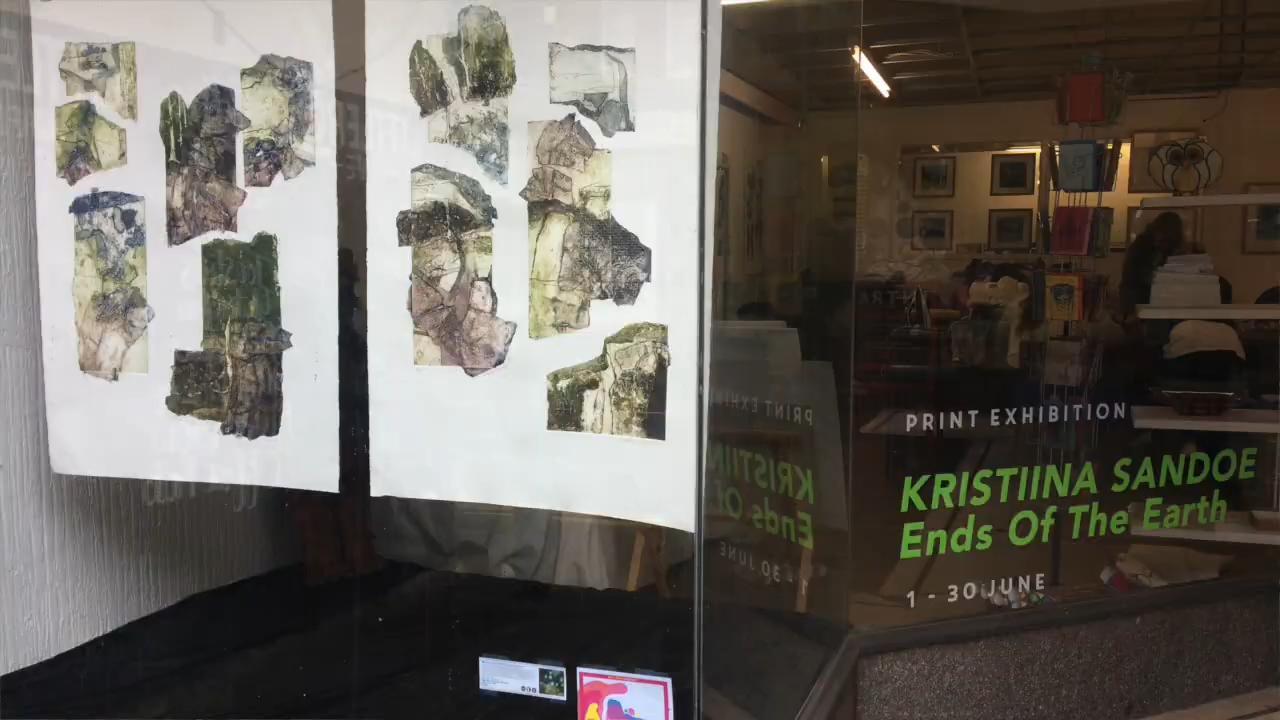 PRINT EXHIBITION
KRISTIINA SANDOE
Ends Of The Earth
1 - 30 JUNE